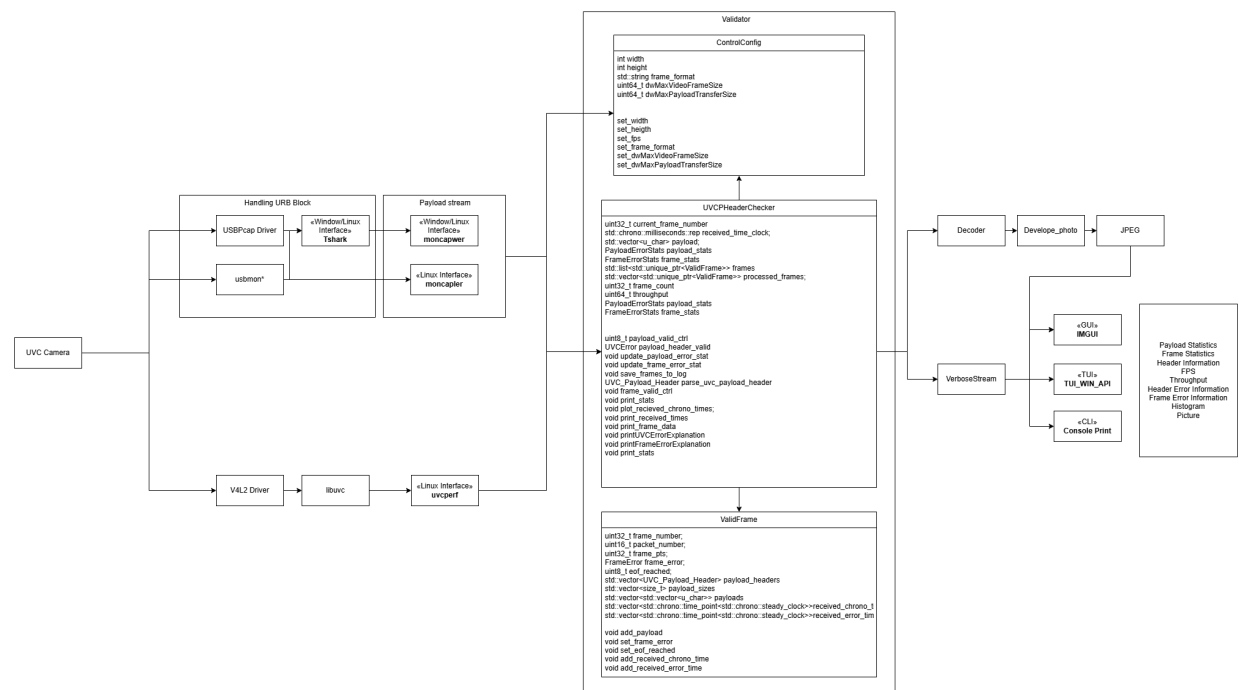 Validator
ControlConfig
int width
int height
std::string frame_format
uint64_t dwMaxVideoFrameSize
uint64_t dwMaxPayloadTransferSize
set_width
set_heigth
set_fps
set_frame_format
set_dwMaxVideoFrameSize
set_dwMaxPayloadTransferSize
Handling URB Block
USBPcap Driver
«Window/Linux
Interface»
Tshark
usbmon*
Payload stream
«Window/Linux
Interface»
moncapwer
«Linux Interface»
moncapler
UVC Camera
V4L2 Driver
libuvc
«Linux Interface»
uvcperf
UVCPHeaderChecker
uint32_t current_frame_number
std::chrono::milliseconds::rep received_time_clock;
std::vector<u_char> payload;
PayloadErrorStats payload_stats
FrameErrorStats frame_stats
std::list<std::unique_ptr<ValidFrame>> frames
std::vector<std::unique_ptr<ValidFrame>> processed_frames;
uint32_t frame_count
uint64_t throughput
PayloadErrorStats payload_stats
FrameErrorStats frame_stats
uint8_t payload_valid_ctrl
UVCError payload_header_valid
void update_payload_error_stat
void update_frame_error_stat
void save_frames_to_log
UVC_Payload_Header parse_uvc_payload_header
void frame_valid_ctrl
void print_stats
void plot_recieved_chrono_times;
void print_received_times
void print_frame_data
void printUVCErrorExplanation
void printFrameErrorExplanation
void print_stats
ValidFrame
uint32_t frame_number;
uint16_t packet_number;
uint32_t frame_pts;
FrameError frame_error;
uint8_t eof_reached;
std::vector<UVC_Payload_Header> payload_headers
std::vector<size_t> payload_sizes
std::vector<std::vector<u_char>> payloads
std::vector<std::chrono::time_point<std::chrono::steady_clock>>received_chrono_t
std::vector<std::chrono::time_point<std::chrono::steady_clock>>received_error_tim
void add_payload
void set_frame_error
void set_eof_reached
void add_received_chrono_time
void add_received_error_time
Decoder
Develope_photo
JPEG
VerboseStream
«GUI»
IMGUI
«TUI»
TUI_WIN_API
«CLI»
Console Print
Payload Statistics
Frame Statistics
Header Information
FPS
Throughput
Header Error Information
Frame Error Information
Histogram
Picture